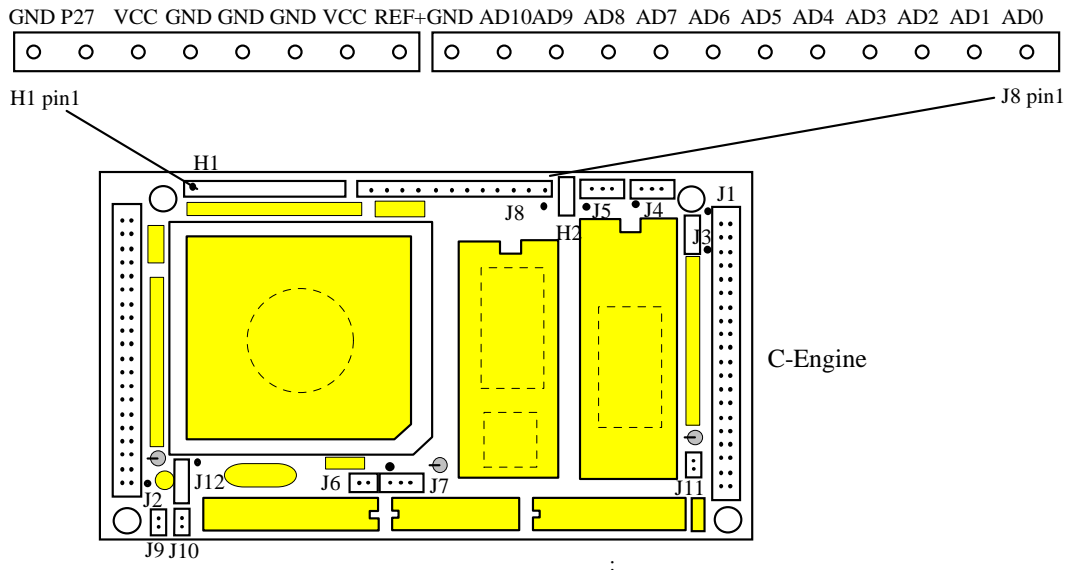 GND P27 VCC GND GND GND VCC REF+ GND AD10 AD9 AD8 AD7 AD6 AD5 AD4 AD3 AD2 AD1 AD0
H1 pin1
J8 pin1
H1
J1
J8
J5
J4
H2
J3
C-Engine
J12
J6
J7
J11
J2
J9
J10